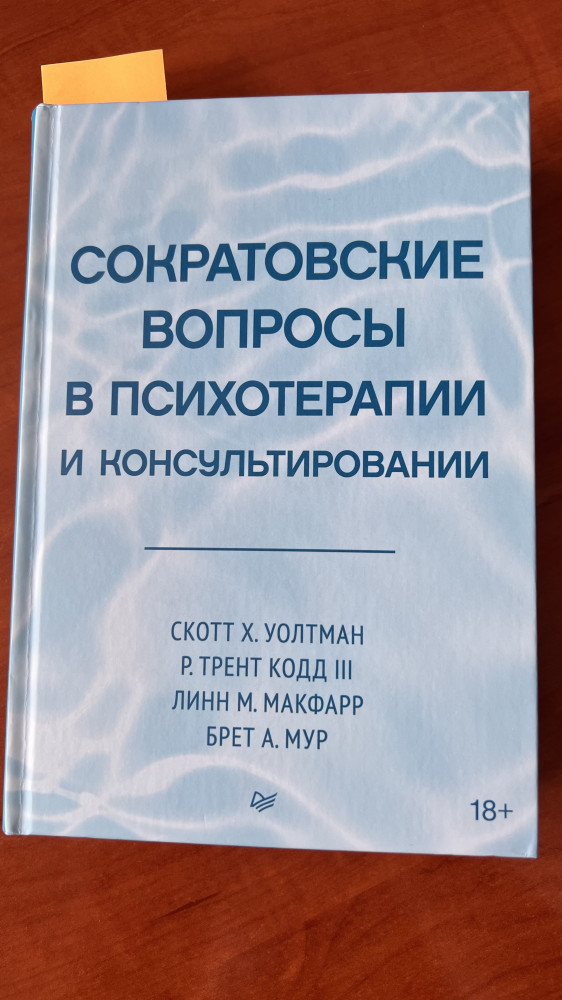 СОКРАТОВСКИЕ
ВОПРОСЫ
В ПСИХОТЕРАПИИ
И КОНСУЛЬТИРОВАНИИ
СКОТТ Х. УОЛТМАН
Р. ТРЕНТ КОДД III
ЛИНН М. МАКФАРР
БРЕТ А. МУР
18+